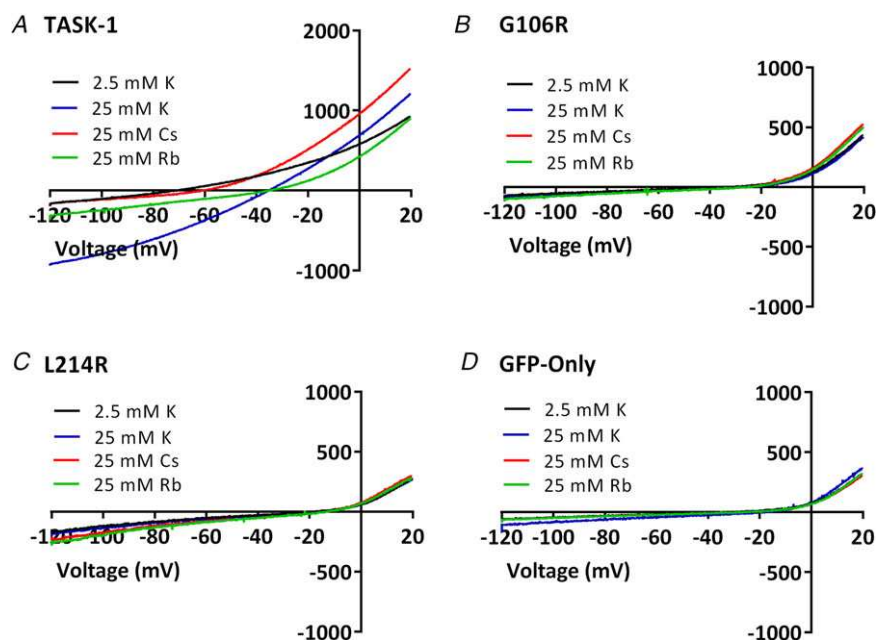 A TASK-1
2.5 mM K
25 mM K
25 mM Cs
25 mM Rb
2000
1000
-1000
-120 -100 -80 -60 -40 -20 20
Voltage (mV)
B G106R
2.5 mM K
25 mM K
25 mM Cs
25 mM Rb
1000
500
-500
-1000
-120 -100 -80 -60 -40 -20 0 20
Voltage (mV)
C L214R
2.5 mM K
25 mM K
25 mM Cs
25 mM Rb
1000
500
-500
-1000
-120 -100 -80 -60 -40 -20 0 20
Voltage (mV)
D GFP-Only
2.5 mM K
25 mM K
25 mM Cs
25 mM Rb
1000
500
-500
-1000
-120 -100 -80 -60 -40 -20 0 20
Voltage (mV)